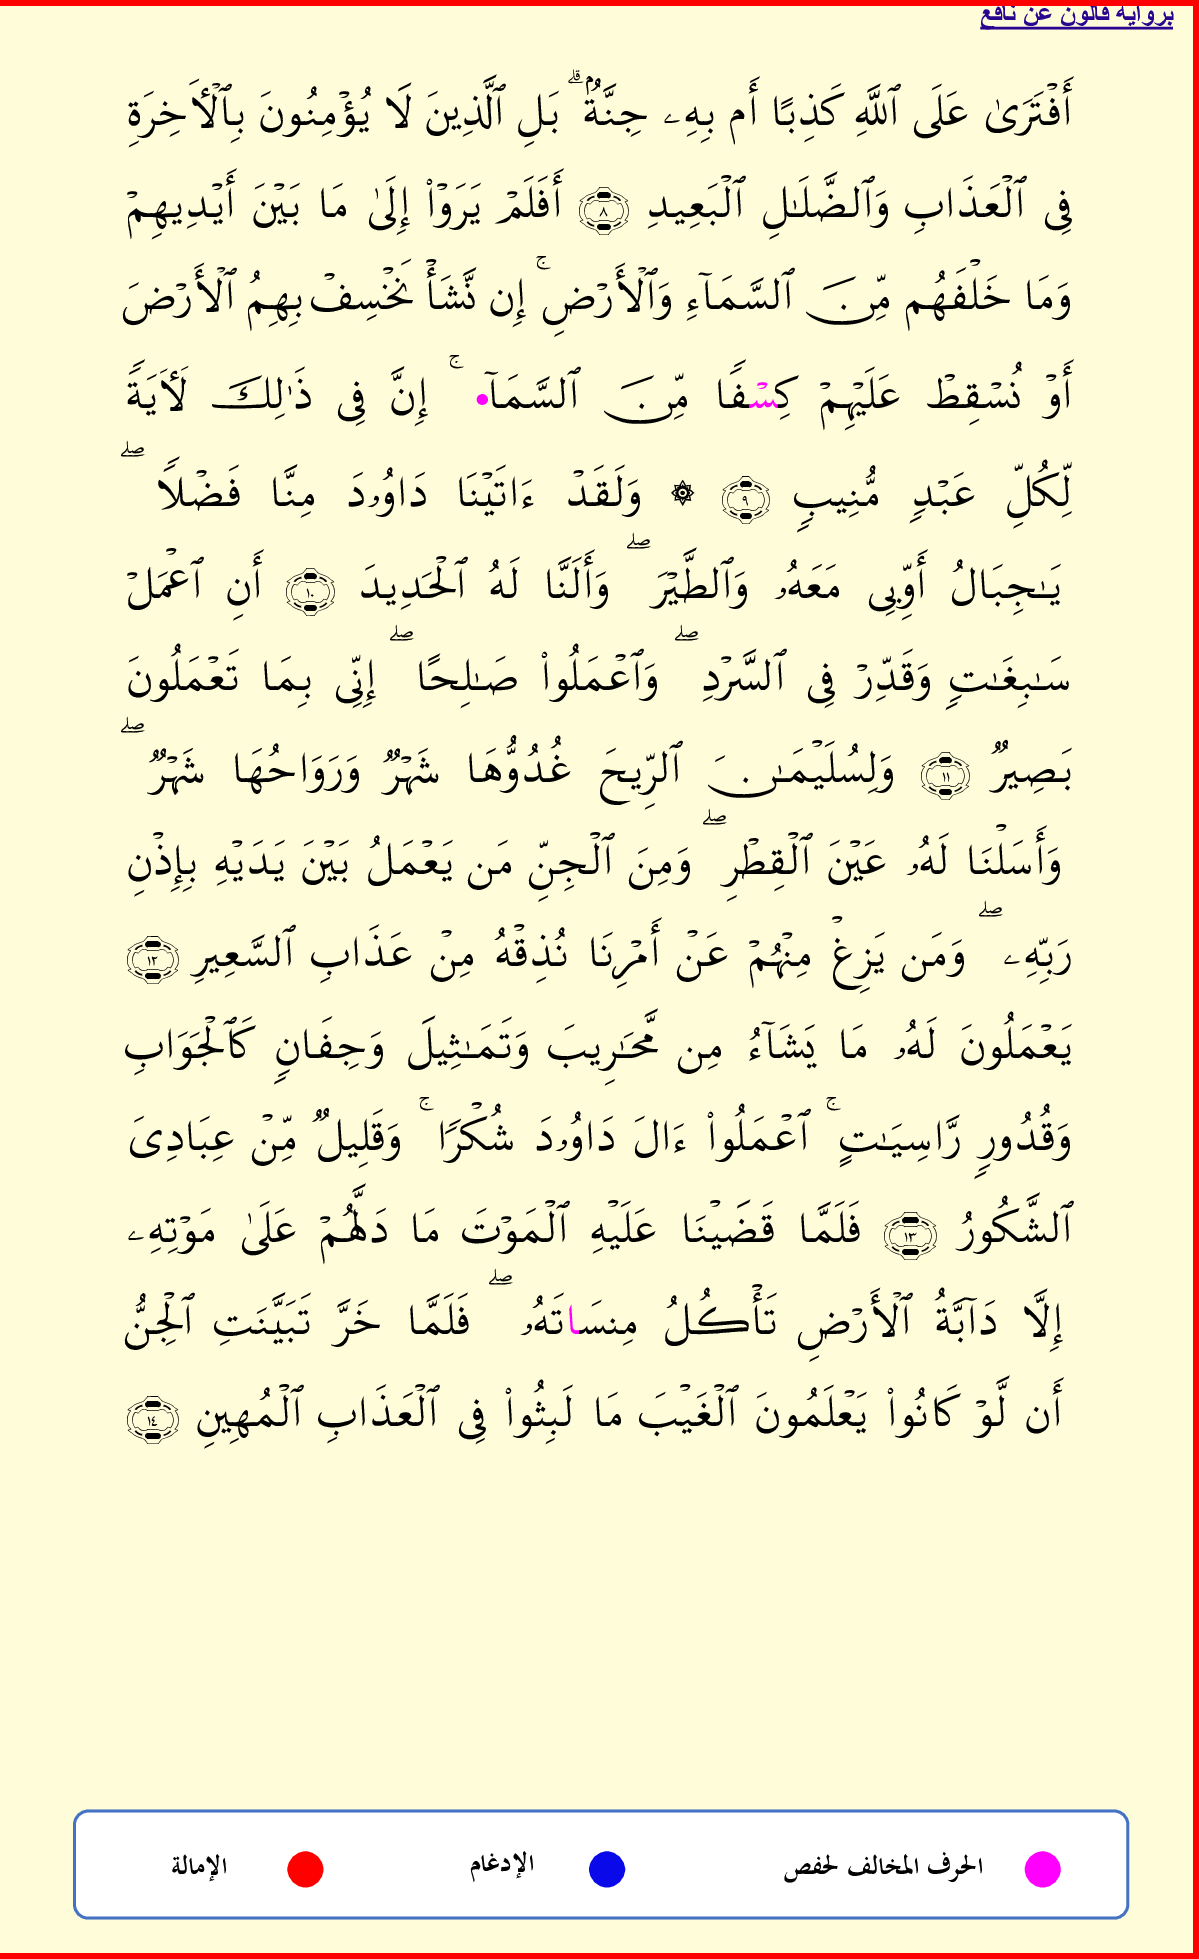 برواية قالون عن نافع
أَفۡتَرَىٰ عَلَى ٱللَّهِ كَذِبًا أَم بِهِۦ جِنَّةُۢۗ بَلِ ٱلَّذِينَ لَا يُؤۡمِنُونَ بِٱلۡأٓخِرَةِ
فِى ٱلۡعَذَابِ وَٱلضَّلَٰلِ ٱلۡبَعِيدِ ۝٨ أَفَلَمۡ يَرَوۡاْ إِلَىٰ مَا بَيۡنَ أَيۡدِيهِمۡ
وَمَا خَلۡفَهُم مِّنَ ٱلسَّمَآءِ وَٱلۡأَرۡضِۚ إِن نَّشَأۡ نَخۡسِفۡ بِهِمُ ٱلۡأَرۡضَ
أَوۡ نُسۡقِطۡ عَلَيۡهِمۡ كِسۡفًا مِّنَ ٱلسَّمَآ•ۚ إِنَّ فِى ذَٰلِكَ لَأٓيَةً
لِّكُلِّ عَبۡدٍ مُّنِيبٍ ۝٩ ۞ وَلَقَدۡ ءَاتَيۡنَا دَاوُۥدَ مِنَّا فَضۡلًاۖ
يَٰجِبَالُ أَوِّبِى مَعَهُۥ وَٱلطَّيۡرَۖ وَأَلَنَّا لَهُ ٱلۡحَدِيدَ ۝١٠ أَنِ ٱعۡمَلۡ
سَٰبِغَٰتٍ وَقَدِّرۡ فِى ٱلسَّرۡدِۖ وَٱعۡمَلُواْ صَٰلِحًاۖ إِنِّى بِمَا تَعۡمَلُونَ
بَصِيرٌ ۝١١ وَلِسُلَيۡمَٰنَ ٱلرِّيحَ غُدُوُّهَا شَهۡرٌ وَرَوَاحُهَا شَهۡرٌۖ
وَأَسَلۡنَا لَهُۥ عَيۡنَ ٱلۡقِطۡرِۖ وَمِنَ ٱلۡجِنِّ مَن يَعۡمَلُ بَيۡنَ يَدَيۡهِ بِإِذۡنِ
رَبِّهِۦۖ وَمَن يَزِغۡ مِنۡهُمۡ عَنۡ أَمۡرِنَا نُذِقۡهُ مِنۡ عَذَابِ ٱلسَّعِيرِ ۝١٢
يَعۡمَلُونَ لَهُۥ مَا يَشَآءُ مِن مَّحَٰرِيبَ وَتَمَٰثِيلَ وَجِفَانٍ كَٱلۡجَوَابِ
وَقُدُورٍ رَّاسِيَٰتٍۚ ٱعۡمَلُواْ ءَالَ دَاوُۥدَ شُكۡرًاۚ وَقَلِيلٌ مِّنۡ عِبَادِىَ
ٱلشَّكُورُ ۝١٣ فَلَمَّا قَضَيۡنَا عَلَيۡهِ ٱلۡمَوۡتَ مَا دَلَّهُمۡ عَلَىٰ مَوۡتِهِۦ
إِلَّا دَآبَّةُ ٱلۡأَرۡضِ تَأۡكُلُ مِنسَاتَهُۥۖ فَلَمَّا خَرَّ تَبَيَّنَتِ ٱلۡجِنُّ
أَن لَّوۡ كَانُواْ يَعۡلَمُونَ ٱلۡغَيۡبَ مَا لَبِثُواْ فِى ٱلۡعَذَابِ ٱلۡمُهِينِ ۝١٤
الحرف المخالف لحفص الإدغام الإمالة